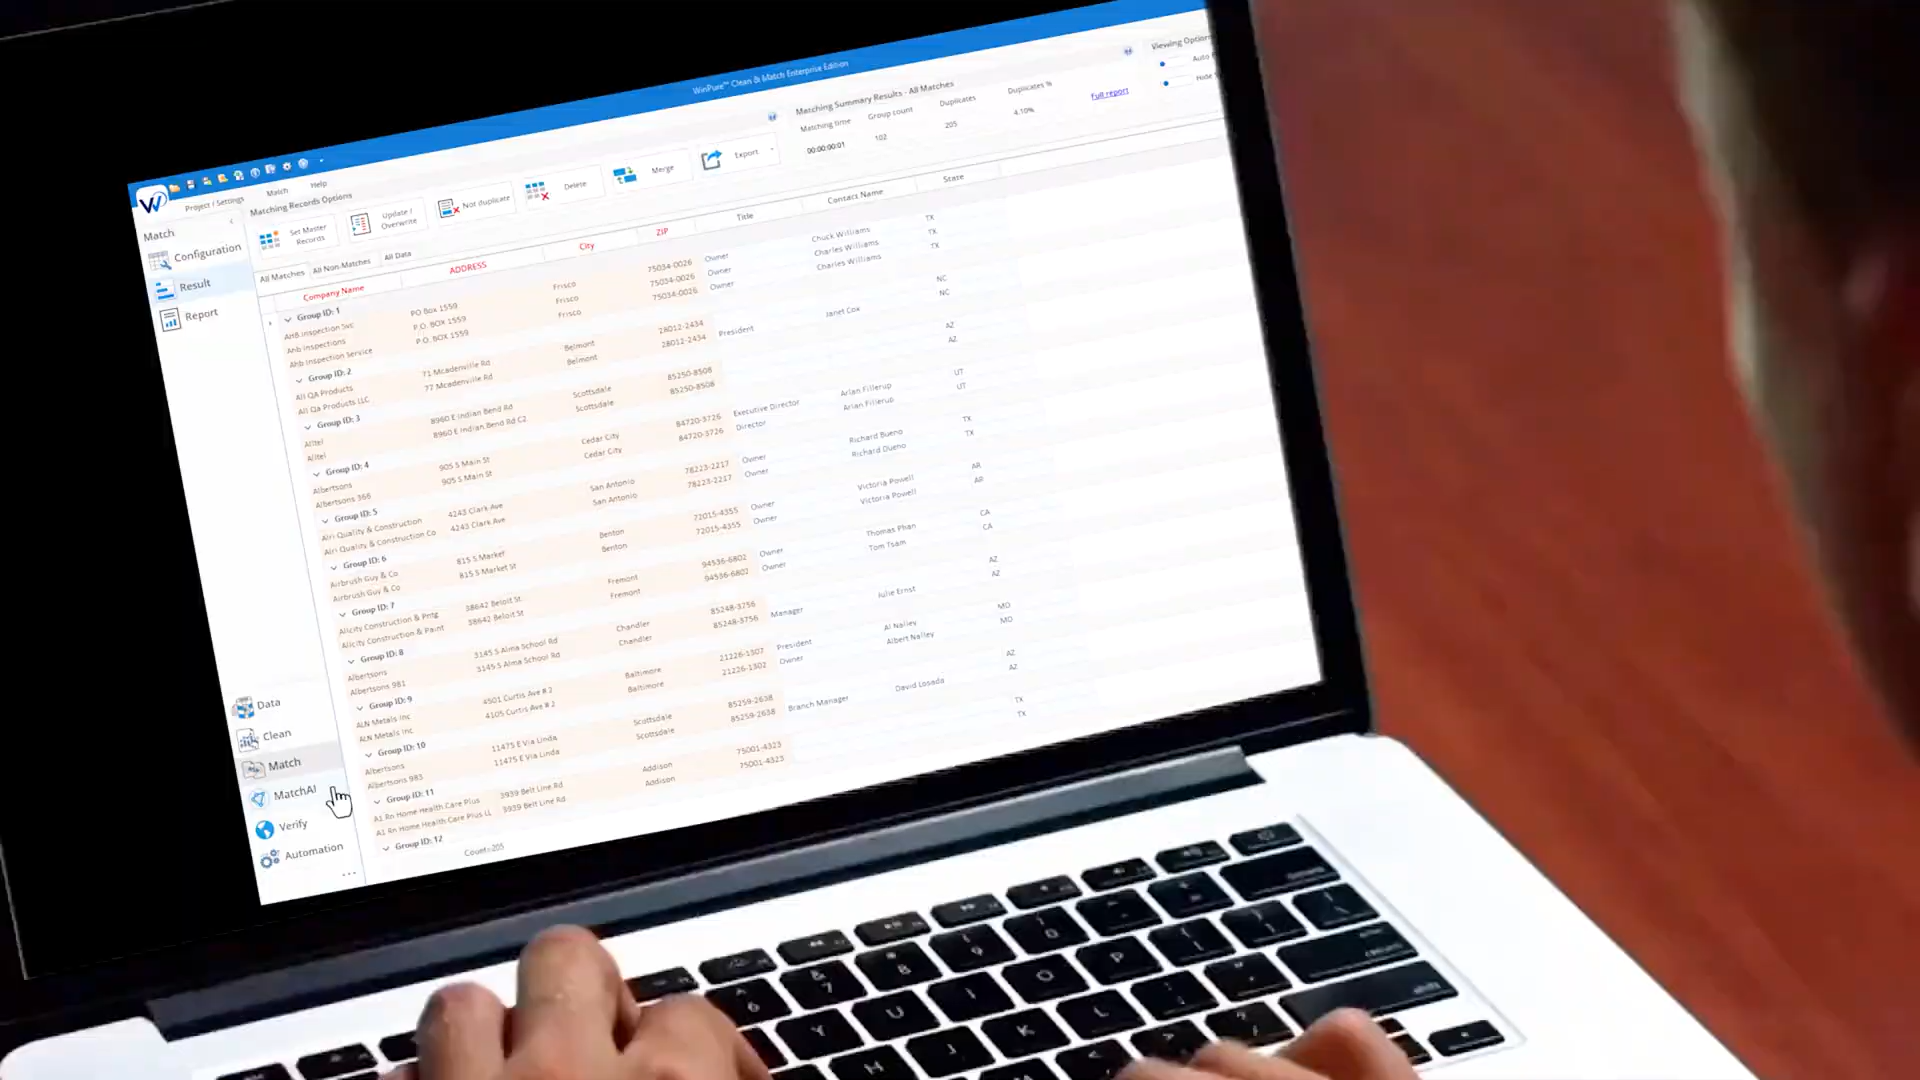 WinPure™ Clean & Match Enterprise Edition
Project / Settings
Match
Help
Matching Records Options
Set Master Records
Update / Overwrite
Not duplicate
Delete
Merge
Export
Matching Summary Results - All Matches
Matching time Group count Duplicates Duplicates %
00:00:00:01 102 205 4.10%
Full report
Viewing Option
Auto
Hide
Match
Configuration
Result
Report
All Matches All Non-Matches All Data
Company Name ADDRESS City ZIP Title Contact Name State
Group ID: 1
AHB Inspection Svc PO Box 1559 Frisco 75034-0026 Owner Chuck Williams TX
Ahb Inspections P.O. BOX 1559 Frisco 75034-0026 Owner Charles Williams TX
Ahb Inspection Service P.O. BOX 1559 Frisco 75034-0026 Owner Charles Williams TX
Group ID: 2
All QA Products 71 Mcadenville Rd Belmont 28012-2434 President Janet Cox NC
All Qa Products LLC 77 Mcadenville Rd Belmont 28012-2434 NC
Group ID: 3
Alltel 8960 E Indian Bend Rd Scottsdale 85250-8508 AZ
Alltel 8960 E Indian Bend Rd C2 Scottsdale 85250-8508 AZ
Group ID: 4
Albertsons 905 S Main St Cedar City 84720-3726 Executive Director Arlan Fillerup UT
Albertsons 366 905 S Main St Cedar City 84720-3726 Director Arlan Fillerup UT
Group ID: 5
Airi Quality & Construction 4243 Clark Ave San Antonio 78223-2217 Owner Richard Bueno TX
Airi Quality & Construction Co 4243 Clark Ave San Antonio 78223-2217 Owner Richard Dueno TX
Group ID: 6
Airbrush Guy & Co 815 S Market Benton 72015-4355 Owner Victoria Powell AR
Airbrush Guy & Co 815 S Market St Benton 72015-4355 Owner Victoria Powell AR
Group ID: 7
Alicity Construction & Pntg 38642 Beloit St. Fremont 94536-6802 Owner Thomas Phan CA
Alicity Construction & Paint 38642 Beloit St Fremont 94536-6802 Owner Tom Tsam CA
Group ID: 8
Albertsons 3145 S Alma School Rd Chandler 85248-3756 Manager Julie Ernst AZ
Albertsons 981 3145 S Alma School Rd Chandler 85248-3756 AZ
Group ID: 9
ALN Metals Inc 4501 Curtis Ave # 2 Baltimore 21226-1307 President Al Nalley MD
ALN Metals Inc 4105 Curtis Ave # 2 Baltimore 21226-1302 Owner Albert Nalley MD
Group ID: 10
Albertsons 11475 E Via Linda Scottsdale 85259-2638 Branch Manager David Losada AZ
Albertsons 983 11475 E Via Linda Scottsdale 85259-2638 AZ
Group ID: 11
A1 Rn Home Health Care Plus 3939 Belt Line Rd Addison 75001-4323 TX
A1 Rn Home Health Care Plus LL 3939 Belt Line Rd Addison 75001-4323 TX
Group ID: 12
Count=205
Data
Clean
Match
MatchAI
Verify
Automation
6
&
7
8
9
0
Y
U
I
O
P
H
J
K
L
shift